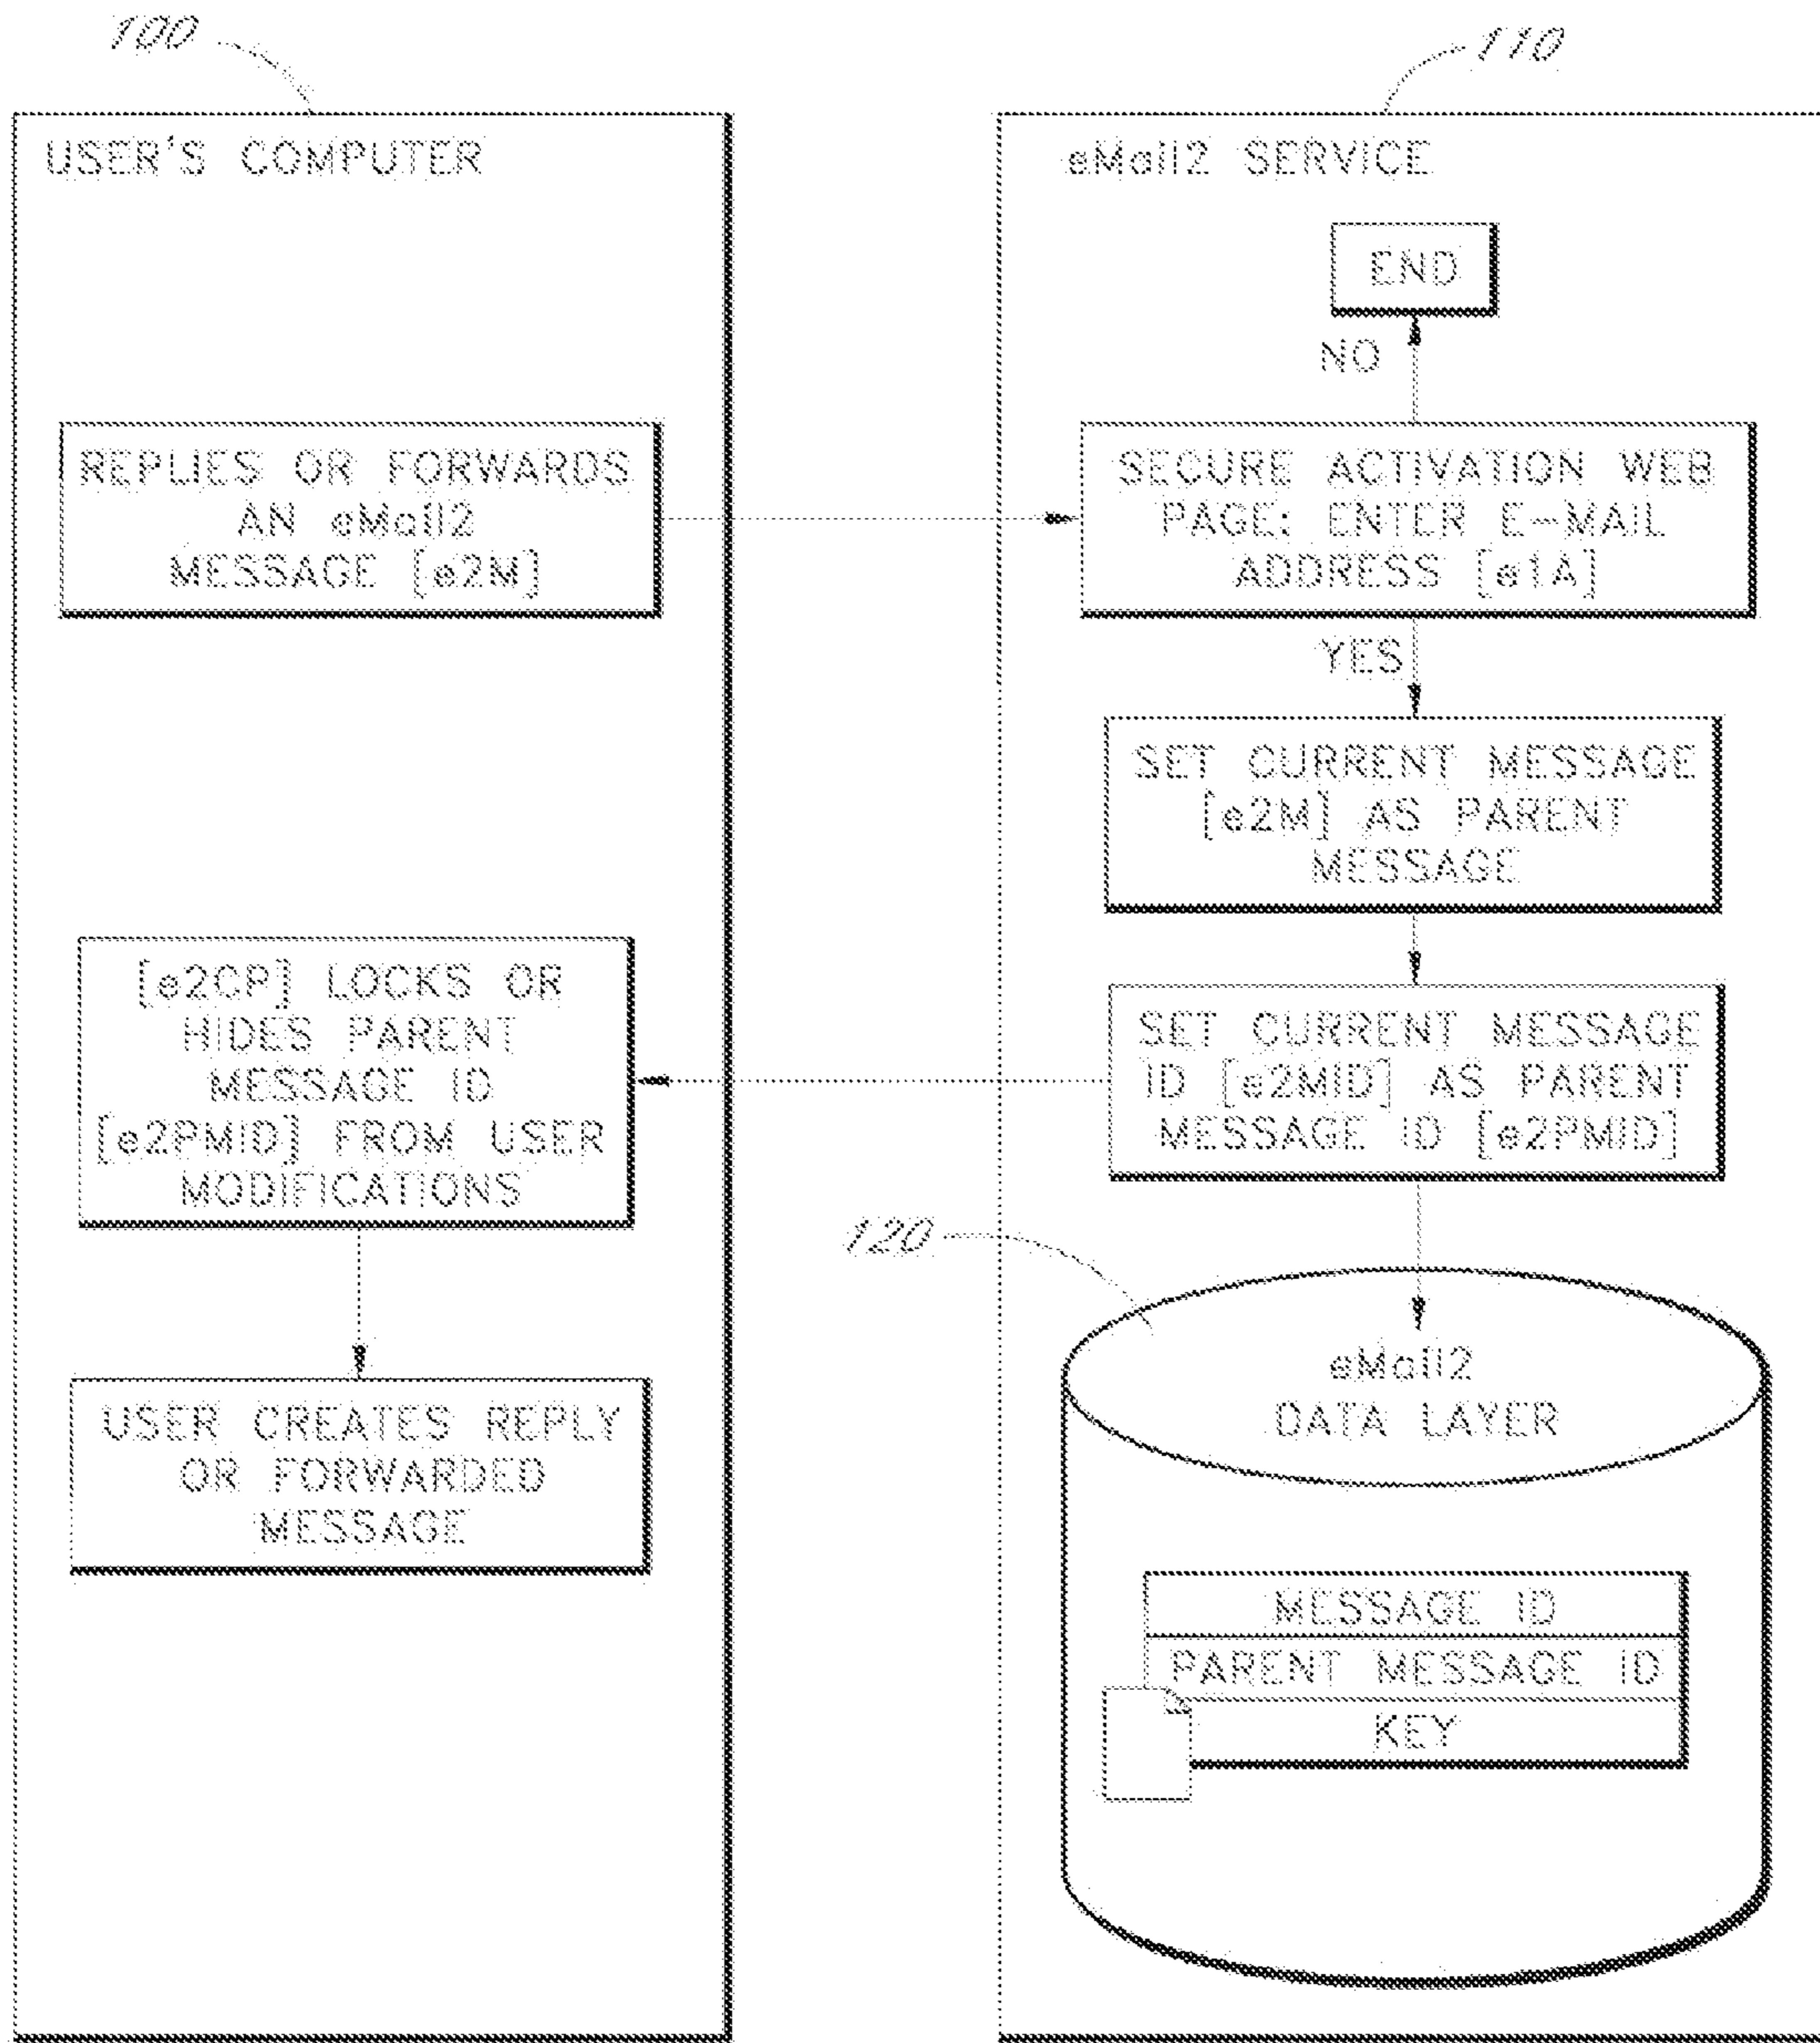 100
110
USER'S COMPUTER
eMail2 SERVICE
END
NO
REPLIES OR FORWARDS
AN eMail2
MESSAGE [e2M]
SECURE ACTIVATION WEB
PAGE: ENTER E-MAIL
ADDRESS [e1A]
YES
SET CURRENT MESSAGE
[e2M] AS PARENT
MESSAGE
[e2CP] LOCKS OR
HIDES PARENT
MESSAGE ID
[e2PMID] FROM USER
MODIFICATIONS
SET CURRENT MESSAGE
ID [e2MID] AS PARENT
MESSAGE ID [e2PMID]
120
USER CREATES REPLY
OR FORWARDED
MESSAGE
eMail2
DATA LAYER
MESSAGE ID
PARENT MESSAGE ID
KEY